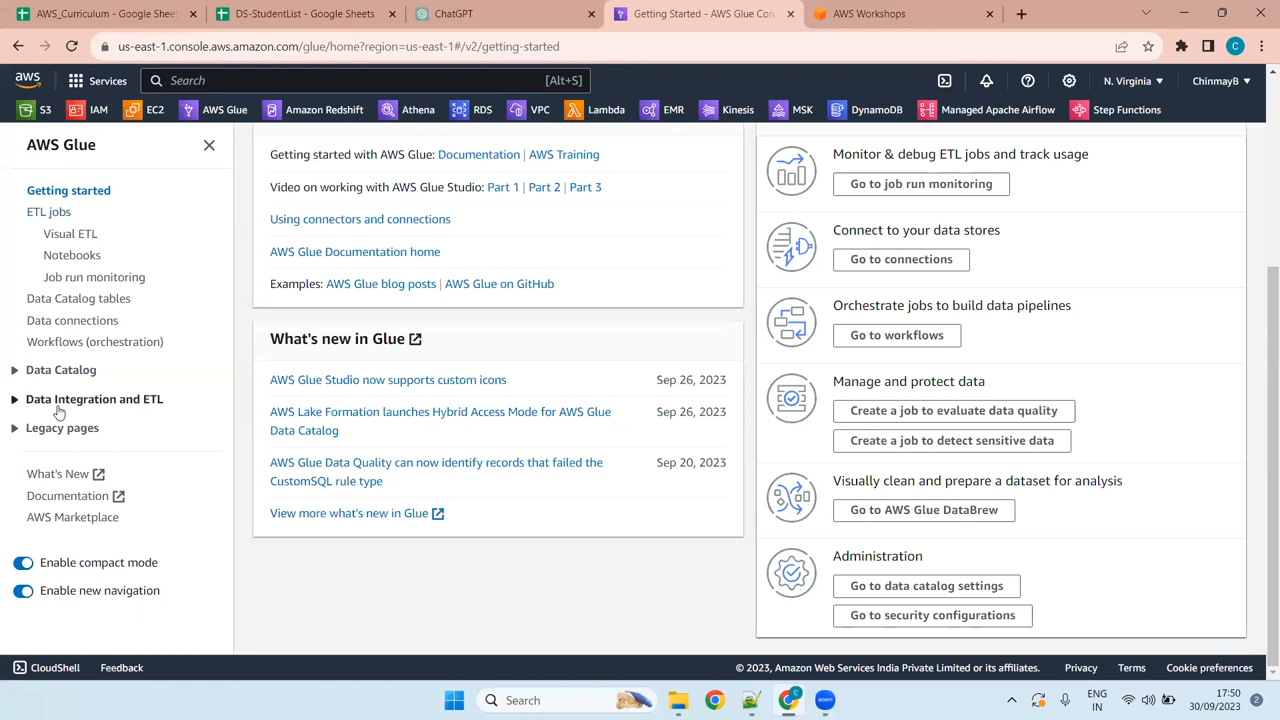 AWS_Curriculum - Google Sheet
DS-StudentList - Google Sheets
ChatGPT
Getting Started - AWS Glue Con
AWS Workshops
us-east-1.console.aws.amazon.com/glue/home?region=us-east-1#/v2/getting-started
C
aws
Services
Search
[Alt+S]
N. Virginia
ChinmayB
S3
IAM
EC2
AWS Glue
Amazon Redshift
Athena
RDS
VPC
Lambda
EMR
Kinesis
MSK
DynamoDB
Managed Apache Airflow
Step Functions
AWS Glue
Getting started
ETL jobs
Visual ETL
Notebooks
Job run monitoring
Data Catalog tables
Data connections
Workflows (orchestration)
Data Catalog
Data Integration and ETL
Legacy pages
What's New
Documentation
AWS Marketplace
Enable compact mode
Enable new navigation
Getting started with AWS Glue: Documentation | AWS Training
Video on working with AWS Glue Studio: Part 1 | Part 2 | Part 3
Using connectors and connections
AWS Glue Documentation home
Examples: AWS Glue blog posts | AWS Glue on GitHub
What's new in Glue
AWS Glue Studio now supports custom icons
Sep 26, 2023
AWS Lake Formation launches Hybrid Access Mode for AWS Glue
Data Catalog
Sep 26, 2023
AWS Glue Data Quality can now identify records that failed the
CustomSQL rule type
Sep 20, 2023
View more what's new in Glue
Monitor & debug ETL jobs and track usage
Go to job run monitoring
Connect to your data stores
Go to connections
Orchestrate jobs to build data pipelines
Go to workflows
Manage and protect data
Create a job to evaluate data quality
Create a job to detect sensitive data
Visually clean and prepare a dataset for analysis
Go to AWS Glue DataBrew
Administration
Go to data catalog settings
Go to security configurations
CloudShell
Feedback
© 2023, Amazon Web Services India Private Limited or its affiliates.
Privacy
Terms
Cookie preferences
Search
C
zoom
ENG
IN
17:50
30/09/2023
2